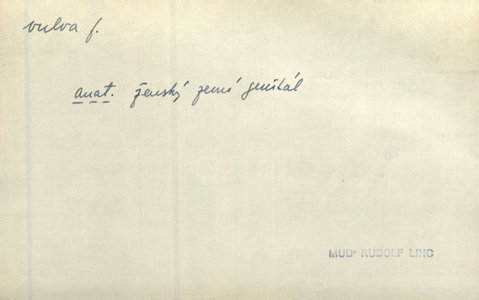 vulva f.
anat. ženský zevní genitál
MUDr RUDOLF LINC